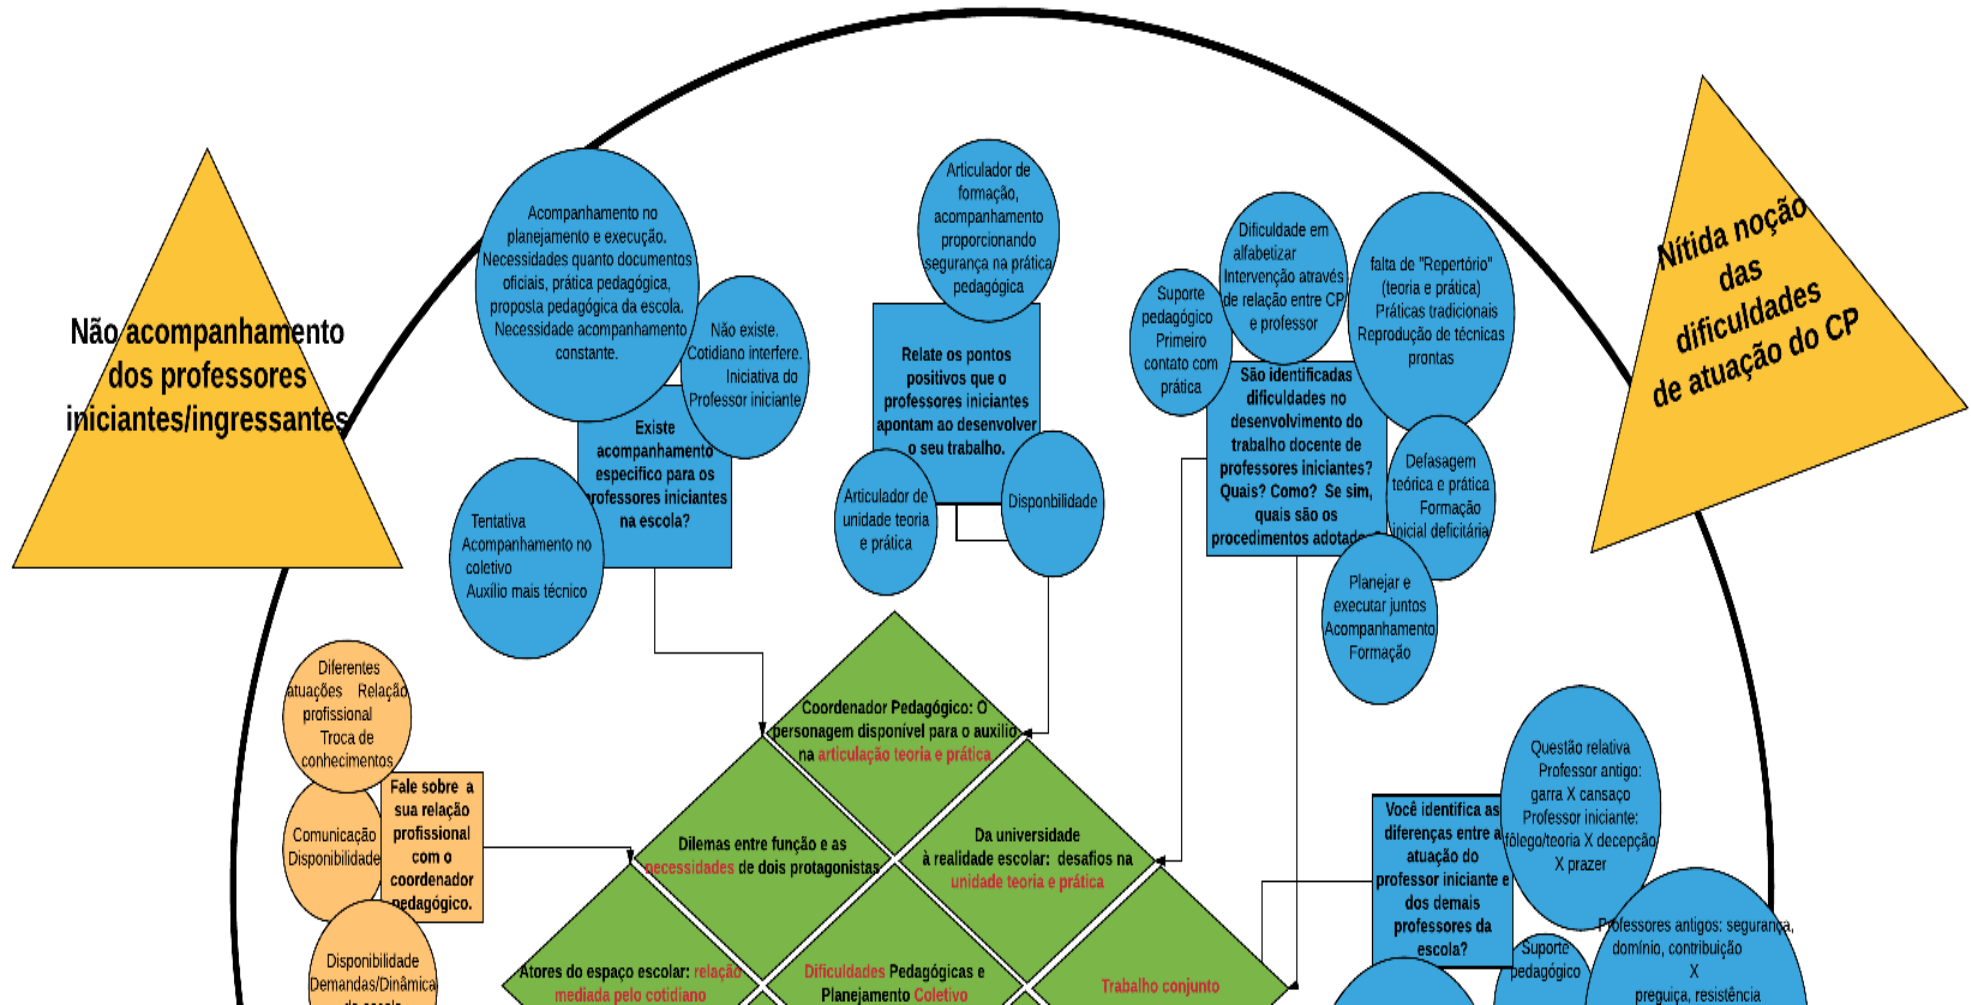 Não acompanhamento
dos professores
iniciantes/ingressantes
Acompanhamento no
planejamento e execução.
Necessidades quanto documentos
oficiais, prática pedagógica,
proposta pedagógica da escola.
Necessidade acompanhamento
constante.
Não existe.
Cotidiano interfere.
Iniciativa do
Professor iniciante
Existe
acompanhamento
especifico para os
professores iniciantes
na escola?
Tentativa
Acompanhamento no
coletivo
Auxílio mais técnico
Articulador de
formação,
acompanhamento
proporcionando
segurança na prática
pedagógica
Relate os pontos
positivos que o
professores iniciantes
apontam ao desenvolver
o seu trabalho.
Articulador de
unidade teoria
e prática
Disponbilidade
Suporte
pedagógico
Primeiro
contato com
prática
Dificuldade em
alfabetizar
Intervenção através
de relação entre CP
e professor
falta de "Repertório"
(teoria e prática)
Práticas tradicionais
Reprodução de técnicas
prontas
São identificadas
dificuldades no
desenvolvimento do
trabalho docente de
professores iniciantes?
Quais? Como? Se sim,
quais são os
procedimentos
Defasagem
teórica e prática
Formação
inicial deficitária
Planejar e
executar juntos
Acompanhamento
Formação
Nítida noção
das
dificuldades
de atuação do CP
Diferentes
atuações Relação
profissional
Troca de
conhecimentos
Comunicação
Disponibilidade
Fale sobre a
sua relação
profissional
com o
coordenador
pedagógico.
Disponibilidade
Demandas/Dinâmica
Coordenador Pedagógico: O
personagem disponível para o auxilio
na articulação teoria e prática
Dilemas entre função e as
necessidades de dois protagonistas
Da universidade
à realidade escolar: desafios na
unidade teoria e prática
Atores do espaço escolar: relação
mediada pelo cotidiano
Dificuldades Pedagógicas e
Planejamento Coletivo
Trabalho conjunto
Você identifica as
diferenças entre a
atuação do
professor iniciante e
dos demais
professores da
escola?
Questão relativa
Professor antigo:
garra X cansaço
Professor iniciante:
fôlego/teoria X decepção
X prazer
Suporte
pedagógico
Professores antigos: segurança,
domínio, contribuição
X
preguiça, resistência